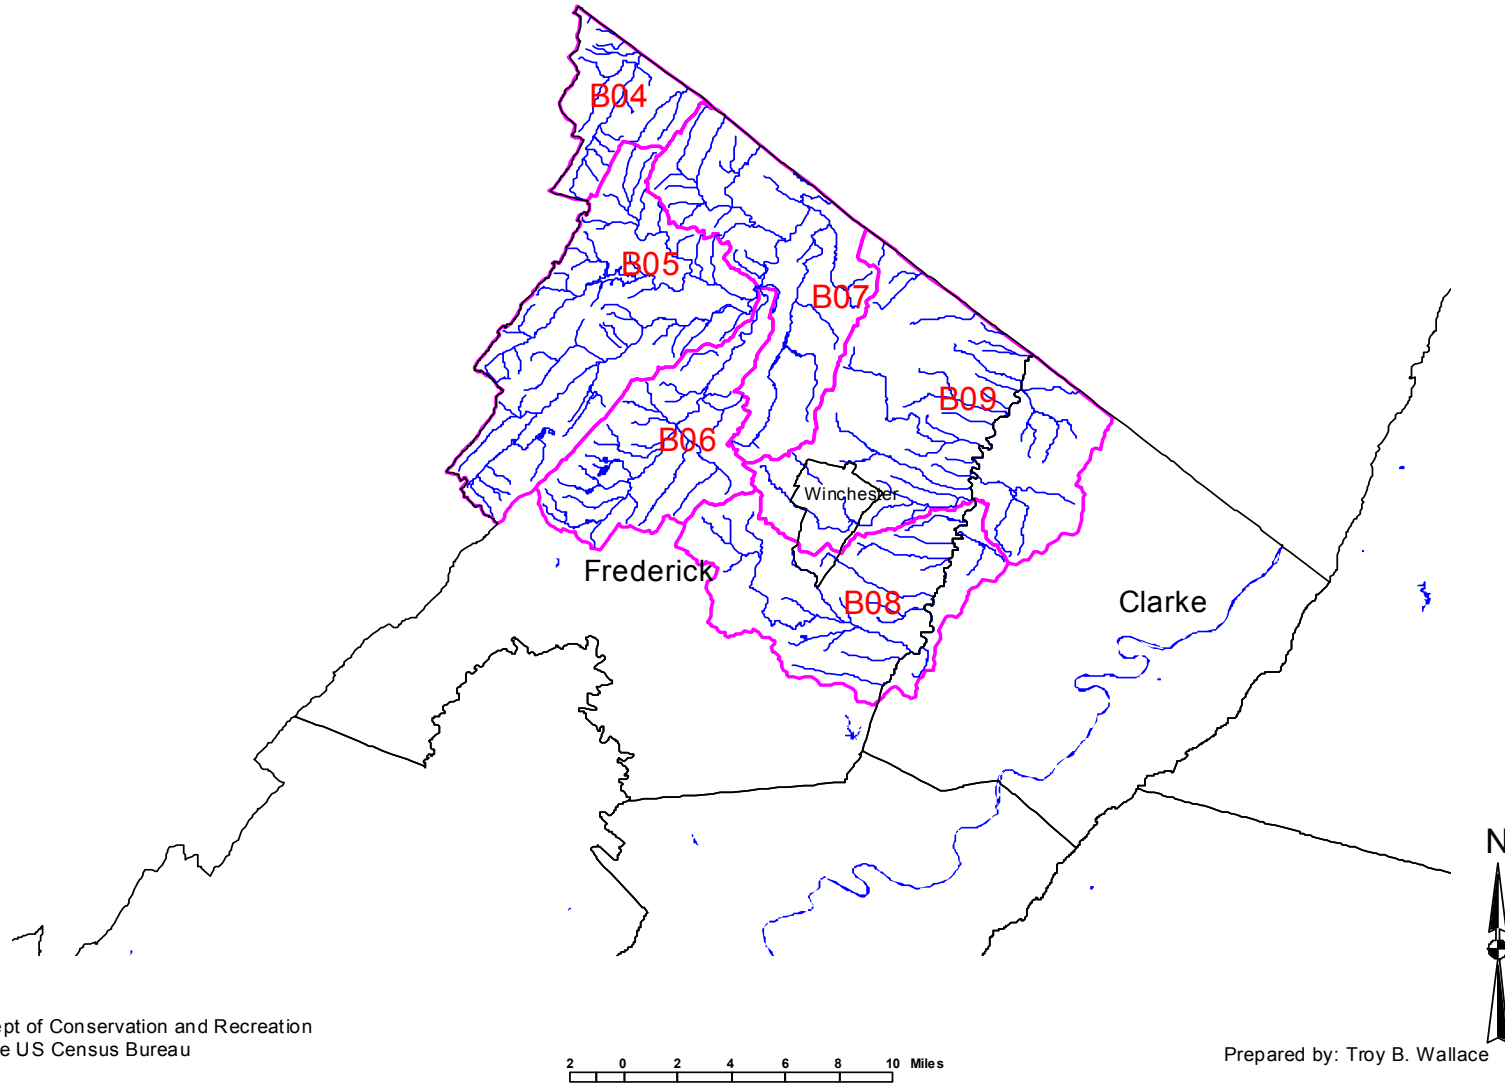 B04
B05
B07
B09
B06
Winchester
Frederick
B08
Clarke
N
ept of Conservation and Recreation
e US Census Bureau
2 0 2 4 6 8 10 Miles
Prepared by: Troy B. Wallace